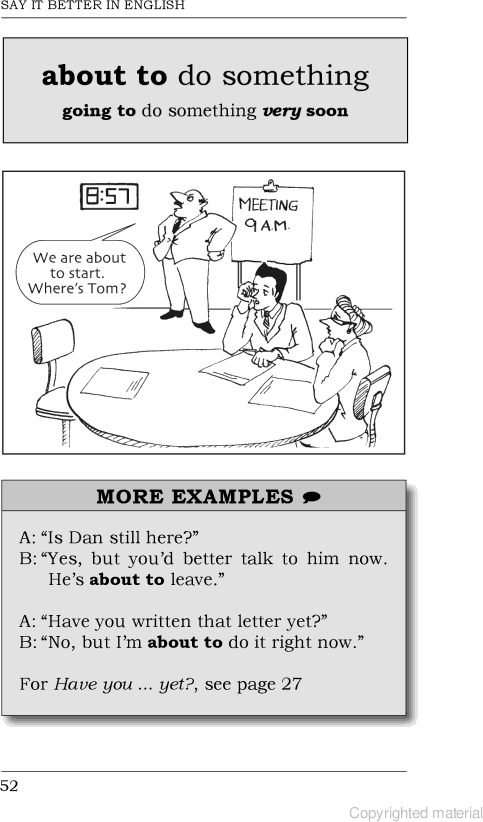 SAY IT BETTER IN ENGLISH
about to do something
going to do something very soon
8:57
MEETING
9 A.M.
We are about
to start.
Where's Tom?
MORE EXAMPLES
A: “Is Dan still here?”
B: “Yes, but you'd better talk to him now.
He's about to leave.”
A: “Have you written that letter yet?”
B: “No, but I'm about to do it right now.”
For Have you ... yet?, see page 27
52
Copyrighted material